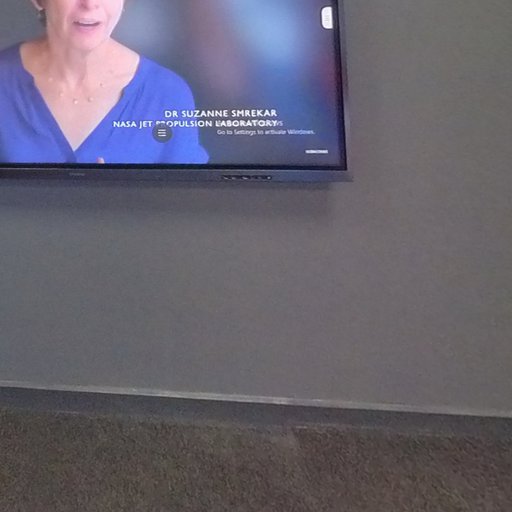 DR SUZANNE SMREKAR
NASA JET PROPULSION LABORATORY
Go to Settings to activate Windows.